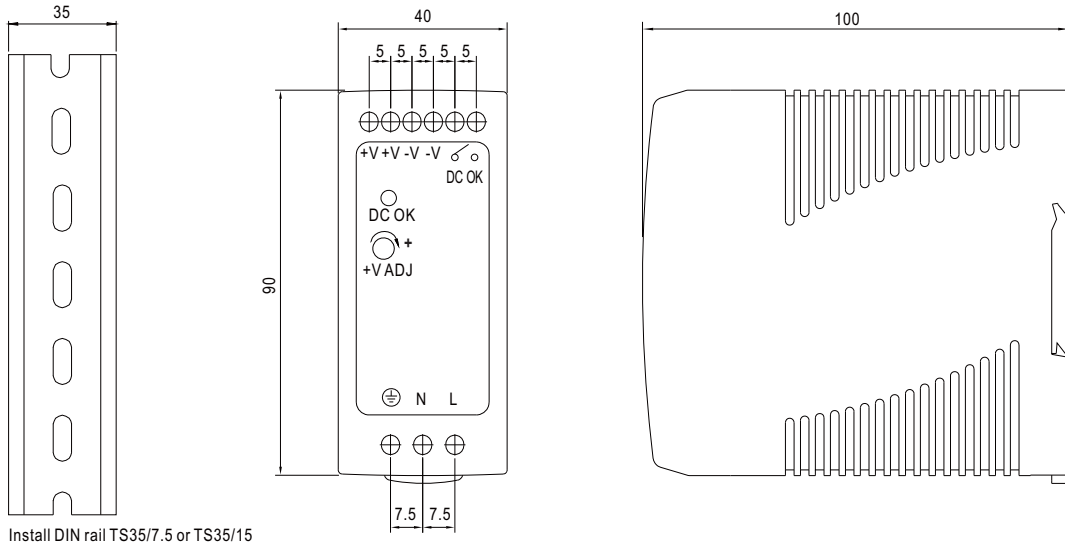 35
40
100
5 5 5 5 5
+V +V -V -V
DC OK
DC OK
+
+V ADJ
90
N L
7.5 7.5
Install DIN rail TS35/7.5 or TS35/15